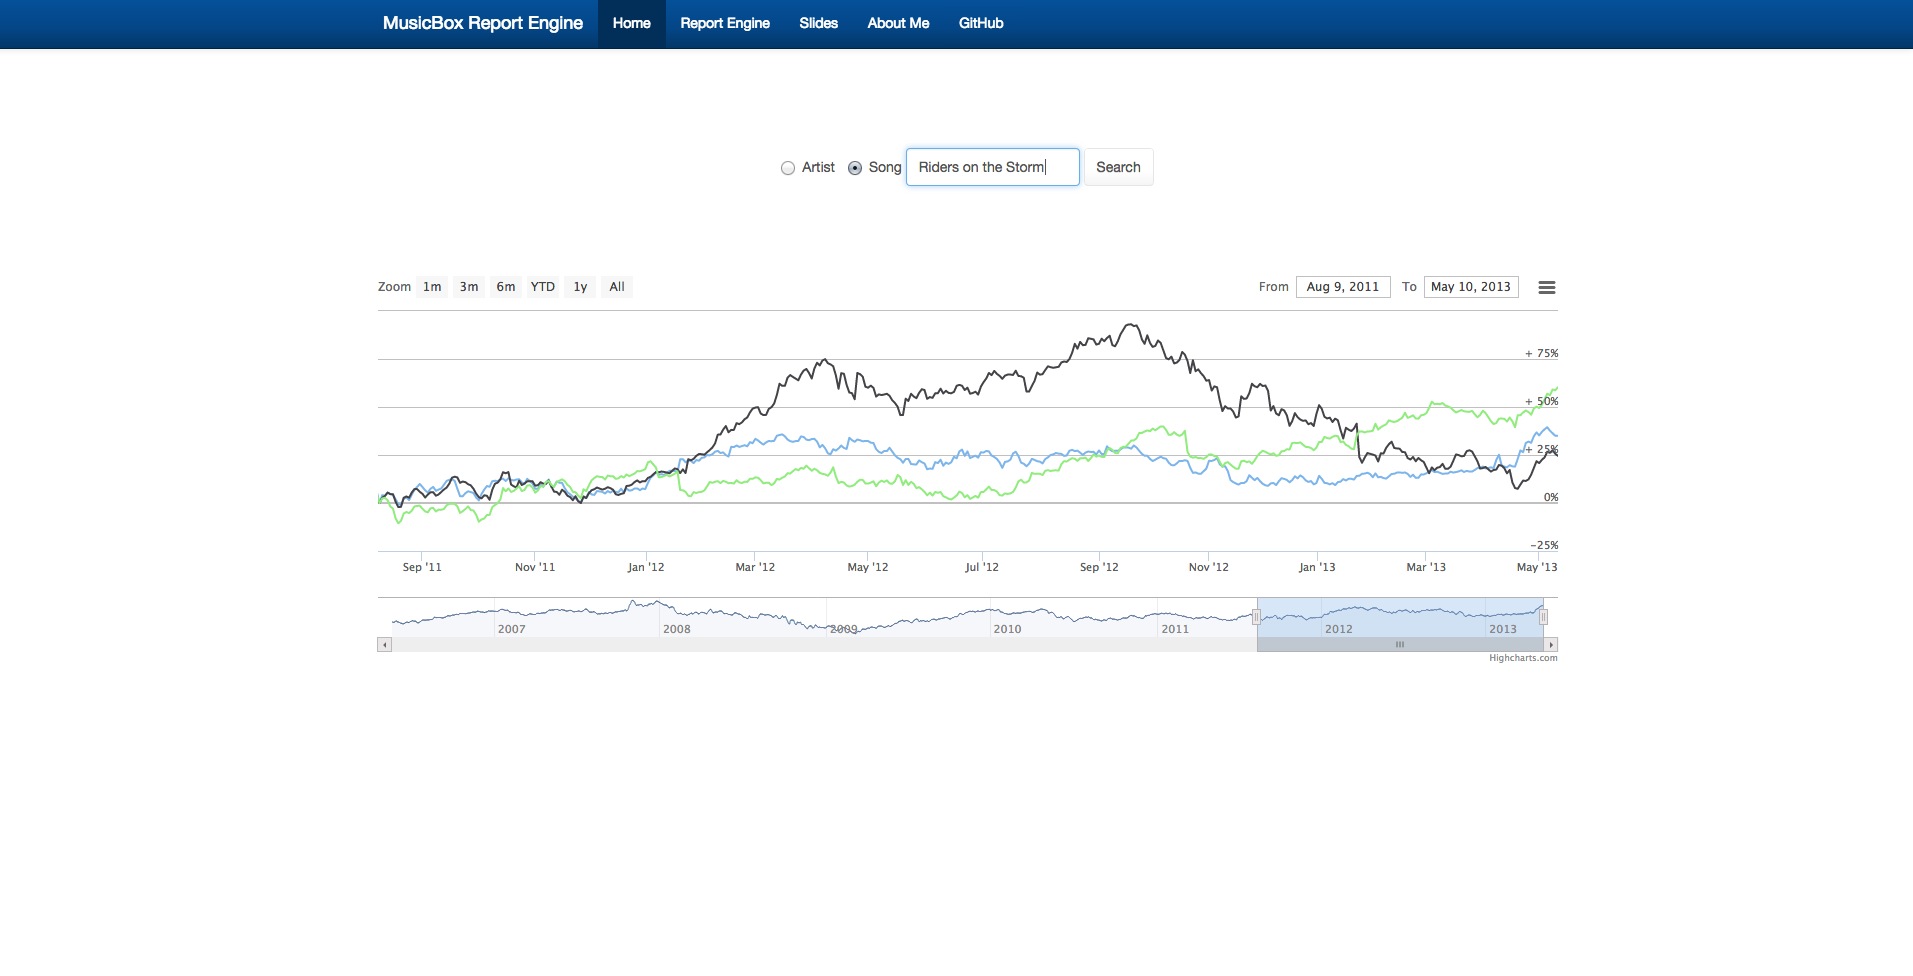 MusicBox Report Engine Home Report Engine Slides About Me GitHub
Artist Song Riders on the Storm Search
Zoom 1m 3m 6m YTD 1y All From Aug 9, 2011 To May 10, 2013
+ 75%
+ 50%
+ 25%
0%
-25%
Sep '11 Nov '11 Jan '12 Mar '12 May '12 Jul '12 Sep '12 Nov '12 Jan '13 Mar '13 May '13
2007 2008 2009 2010 2011 2012 2013
Highcharts.com